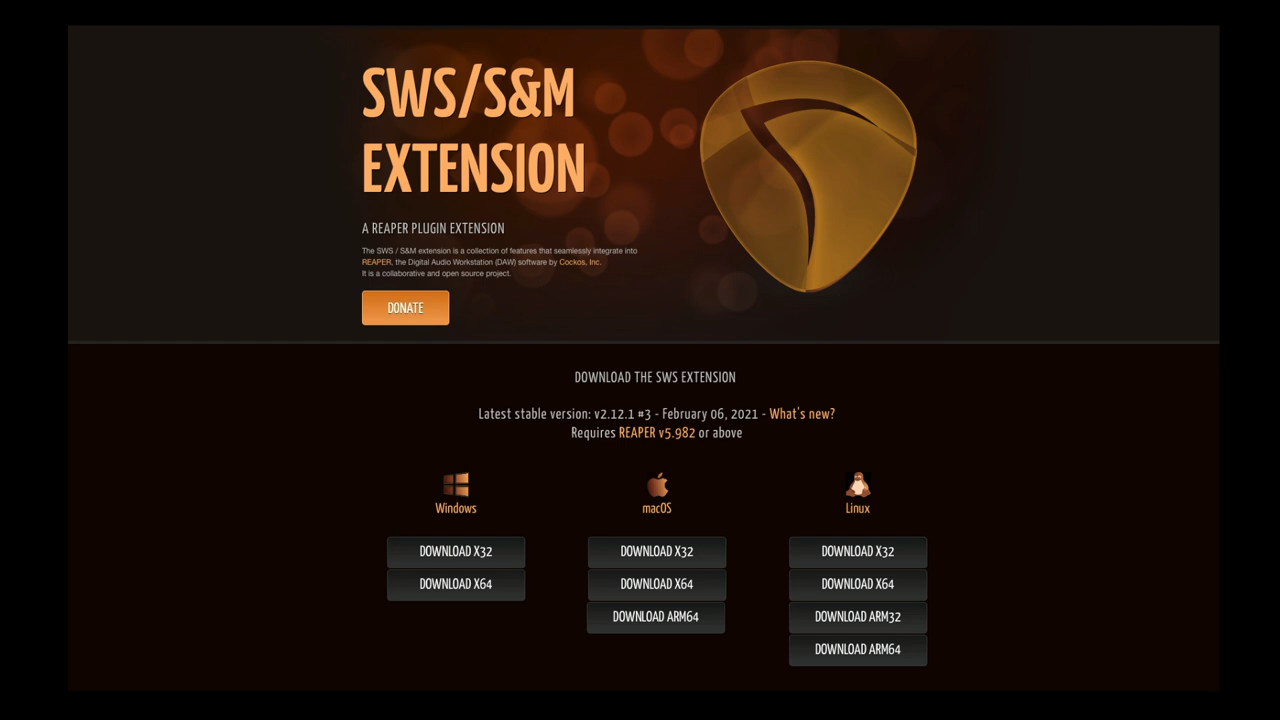 SWS/S&M
EXTENSION
A REAPER PLUGIN EXTENSION
The SWS / S&M extension is a collection of features that seamlessly integrate into
REAPER, the Digital Audio Workstation (DAW) software by Cockos, Inc.
It is a collaborative and open source project.
DONATE
DOWNLOAD THE SWS EXTENSION
Latest stable version: v2.12.1 #3 - February 06, 2021 - What's new?
Requires REAPER v5.982 or above
Windows
DOWNLOAD X32
DOWNLOAD X64
macOS
DOWNLOAD X32
DOWNLOAD X64
DOWNLOAD ARM64
Linux
DOWNLOAD X32
DOWNLOAD X64
DOWNLOAD ARM32
DOWNLOAD ARM64